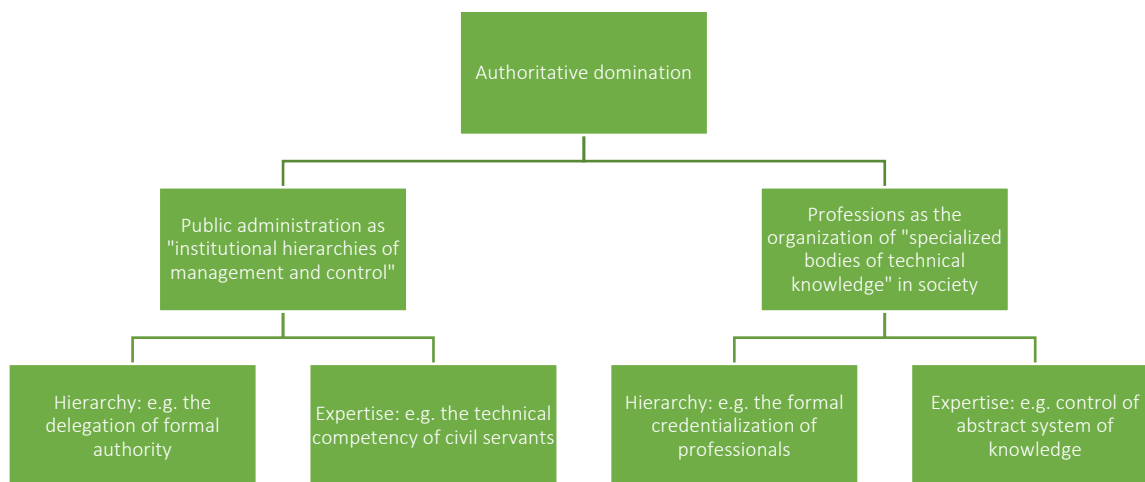 Authoritative domination
Public administration as
"institutional hierarchies of
management and control"
Professions as the
organization of "specialized
bodies of technical
knowledge" in society
Hierarchy: e.g. the
delegation of formal
authority
Expertise: e.g. the technical
competency of civil servants
Hierarchy: e.g. the formal
credentialization of
professionals
Expertise: e.g. control of
abstract system of
knowledge